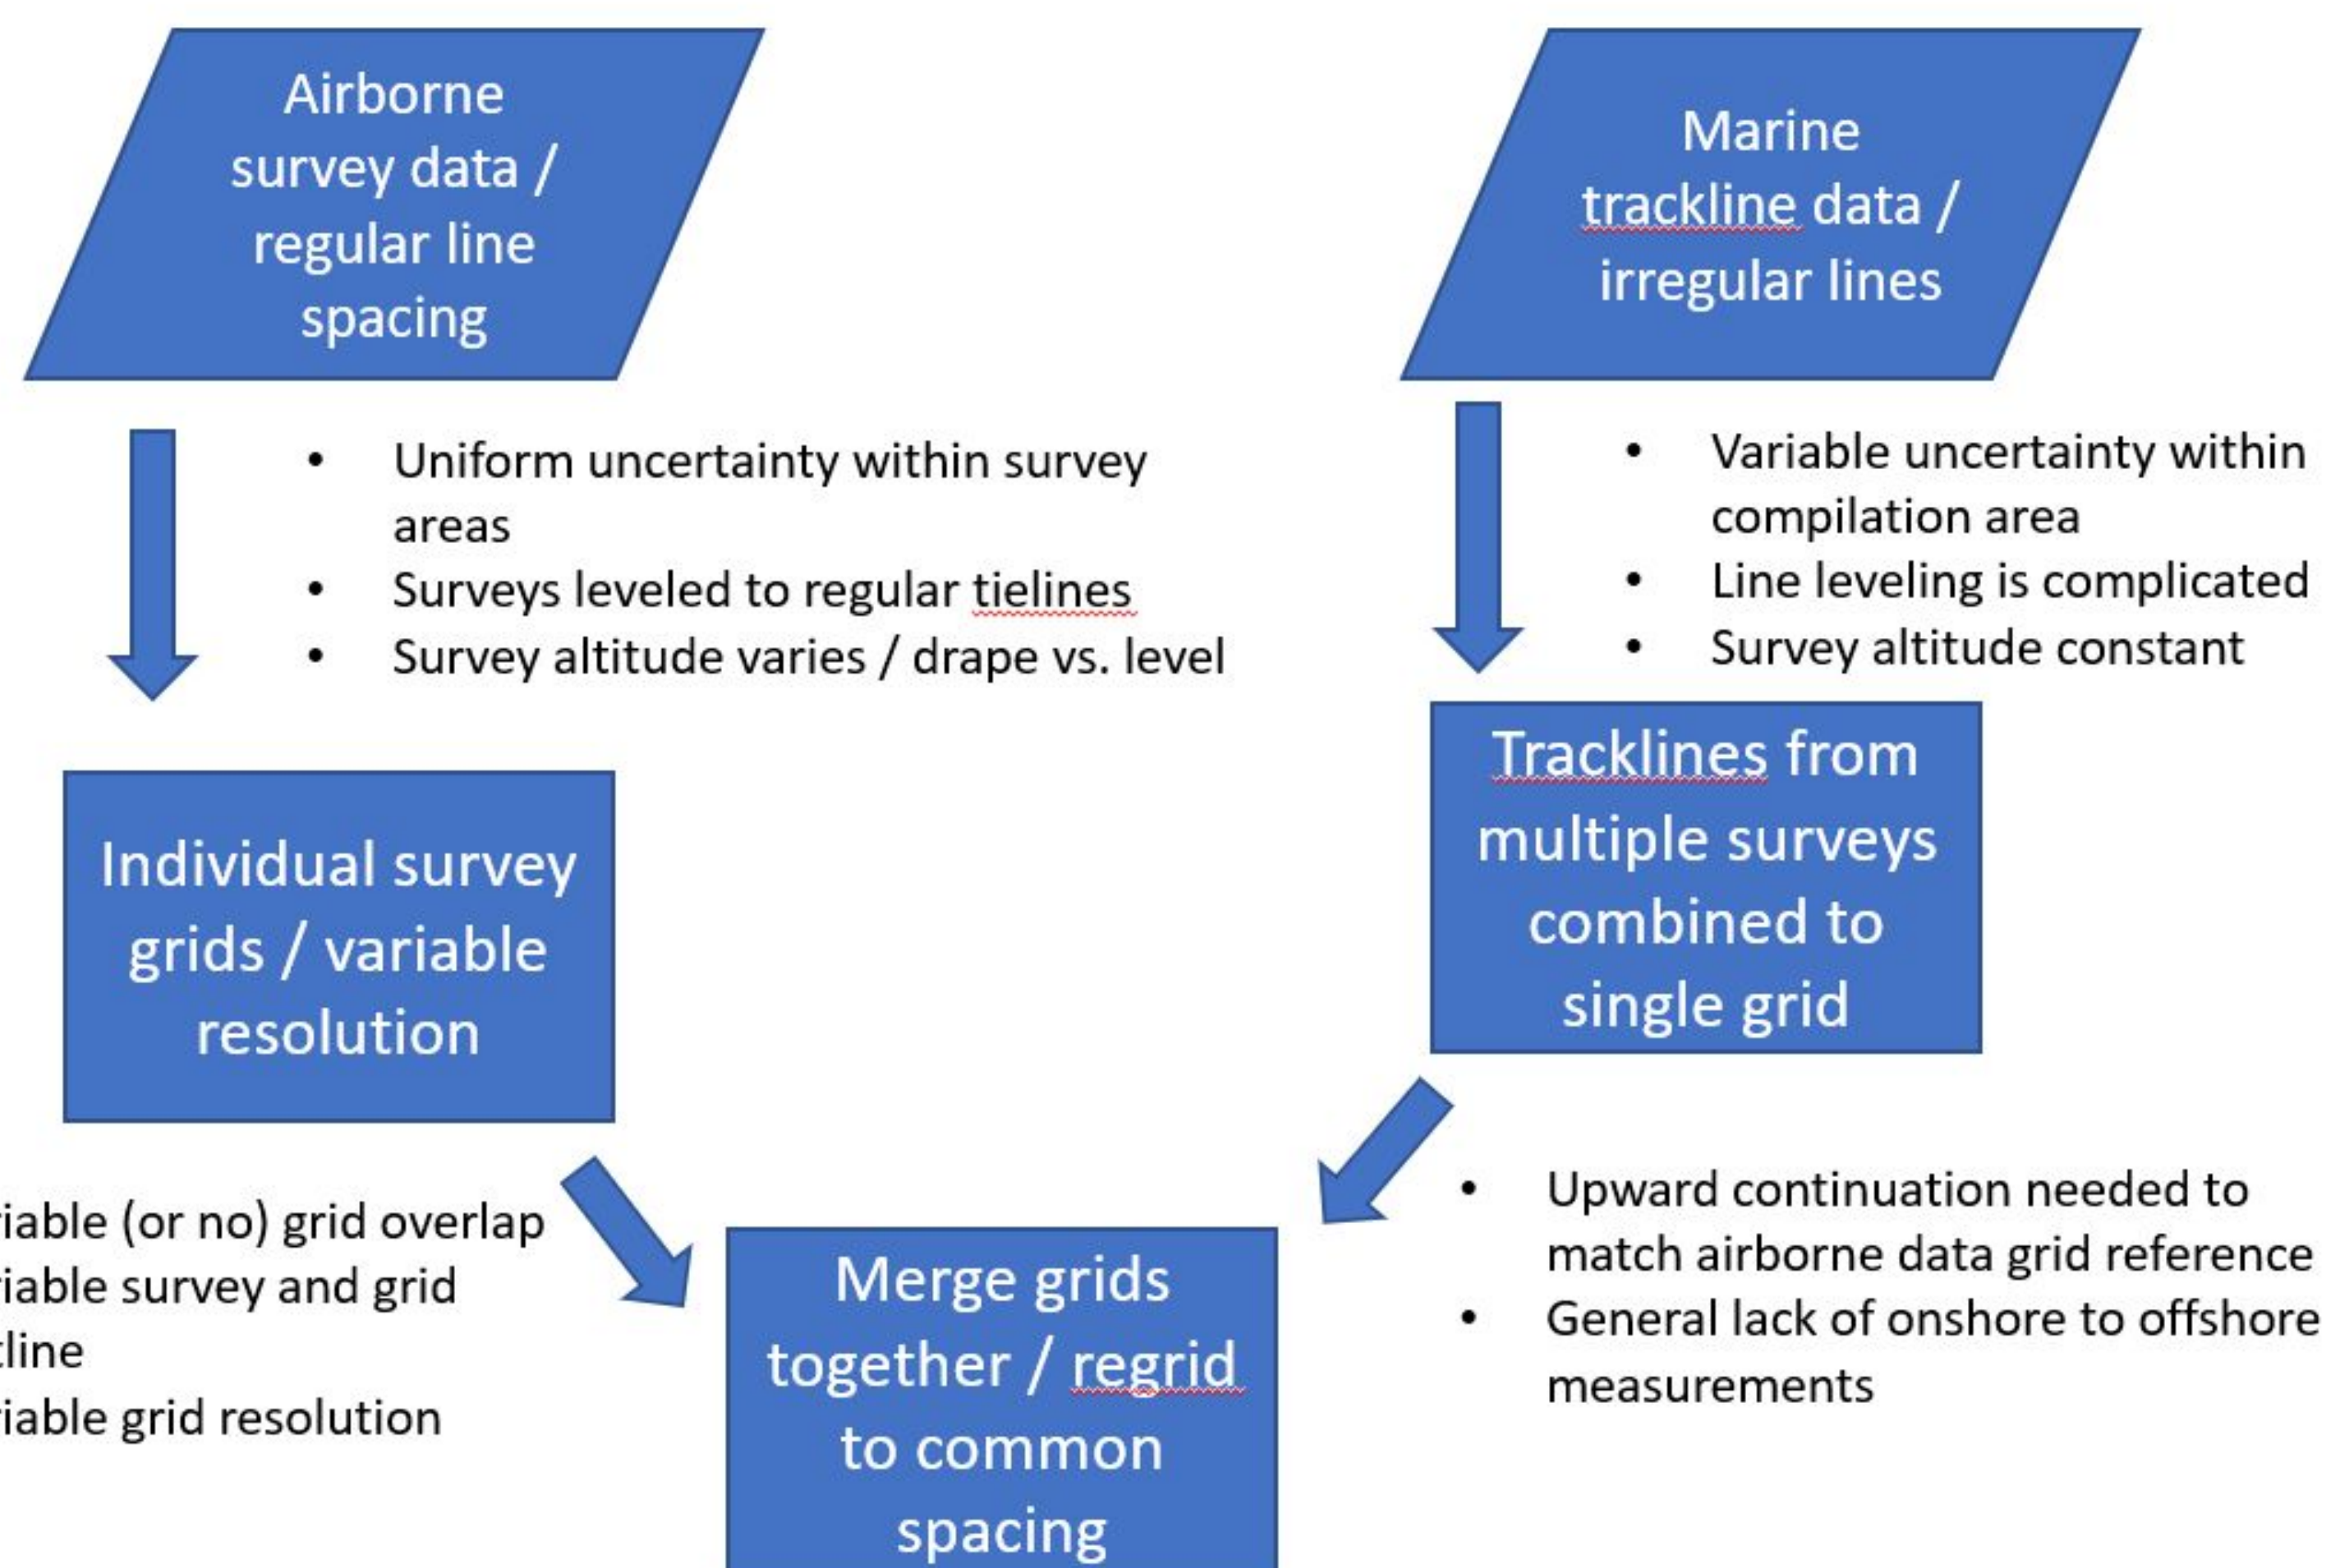 Airborne
survey data /
regular line
spacing
Marine
trackline data /
irregular lines
• Uniform uncertainty within survey
areas
• Surveys leveled to regular tielines
• Survey altitude varies / drape vs. level
• Variable uncertainty within
compilation area
• Line leveling is complicated
• Survey altitude constant
Individual survey
grids / variable
resolution
Tracklines from
multiple surveys
combined to
single grid
(or no) grid overlap
survey and grid
grid resolution
Merge grids
together / regrid
to common
spacing
• Upward continuation needed to
match airborne data grid reference
• General lack of onshore to offshore
measurements